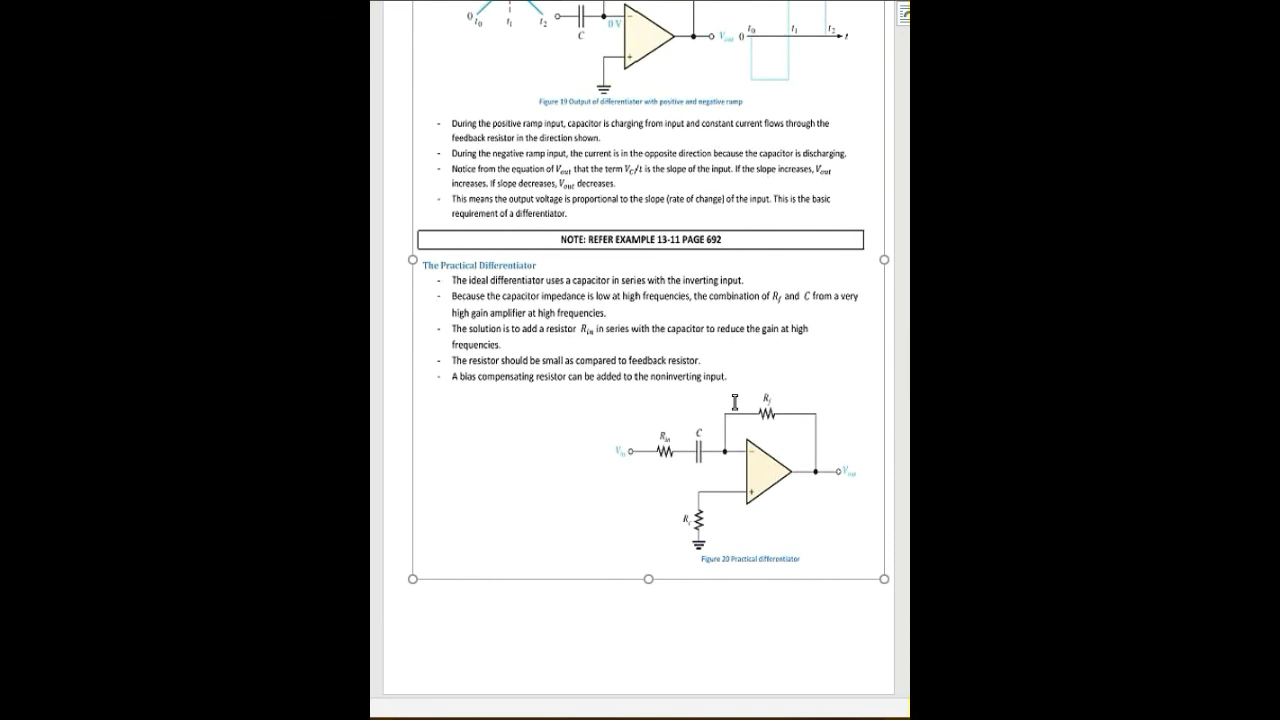 0
t0
t1
t2
C
0 V
−
+
Vout
0
t0
t1
t2
t
Figure 19 Output of differentiator with positive and negative ramp
- During the positive ramp input, capacitor is charging from input and constant current flows through the
feedback resistor in the direction shown.
- During the negative ramp input, the current is in the opposite direction because the capacitor is discharging.
- Notice from the equation of Vout that the term VC/t is the slope of the input. If the slope increases, Vout
increases. If slope decreases, Vout decreases.
- This means the output voltage is proportional to the slope (rate of change) of the input. This is the basic
requirement of a differentiator.
NOTE: REFER EXAMPLE 13-11 PAGE 692
The Practical Differentiator
- The ideal differentiator uses a capacitor in series with the inverting input.
- Because the capacitor impedance is low at high frequencies, the combination of Rf and C from a very
high gain amplifier at high frequencies.
- The solution is to add a resistor Rin in series with the capacitor to reduce the gain at high
frequencies.
- The resistor should be small as compared to feedback resistor.
- A bias compensating resistor can be added to the noninverting input.
Rf
Rin
C
Vin
−
+
Vout
Rc
Figure 20 Practical differentiator